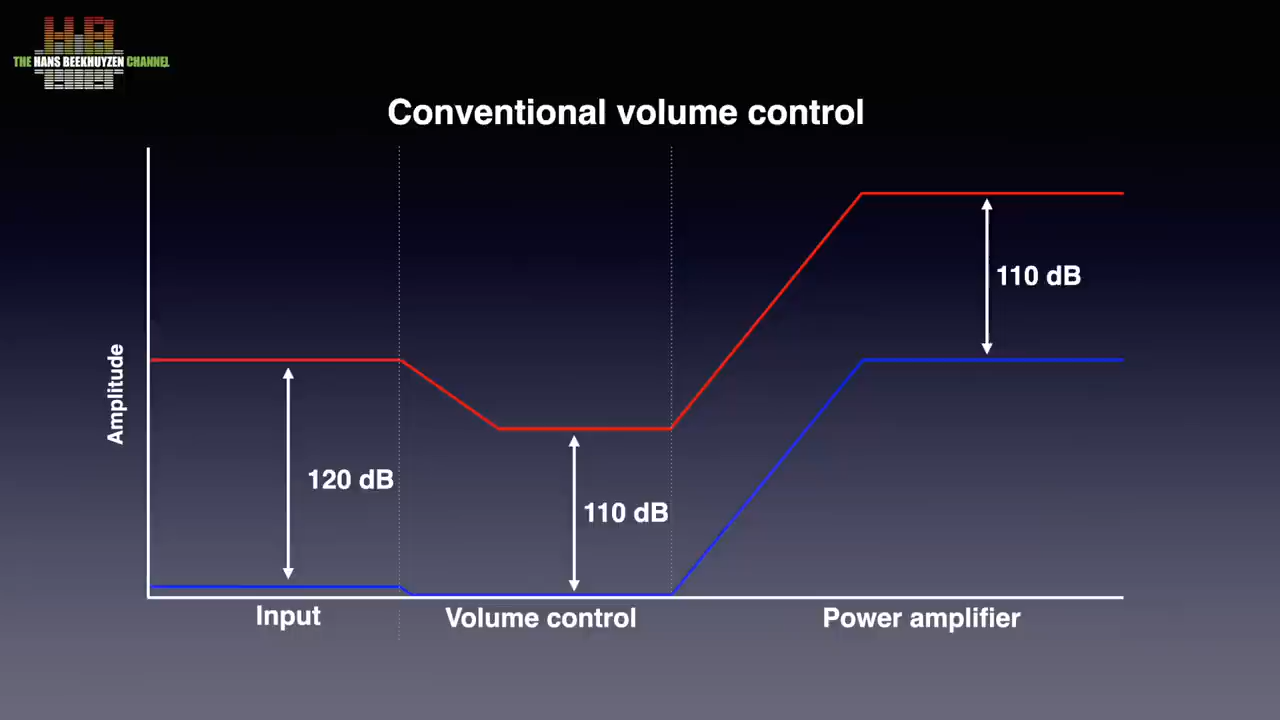 THE HANS BEEKHUYZEN CHANNEL
Conventional volume control
110 dB
Amplitude
120 dB
110 dB
Input
Volume control
Power amplifier